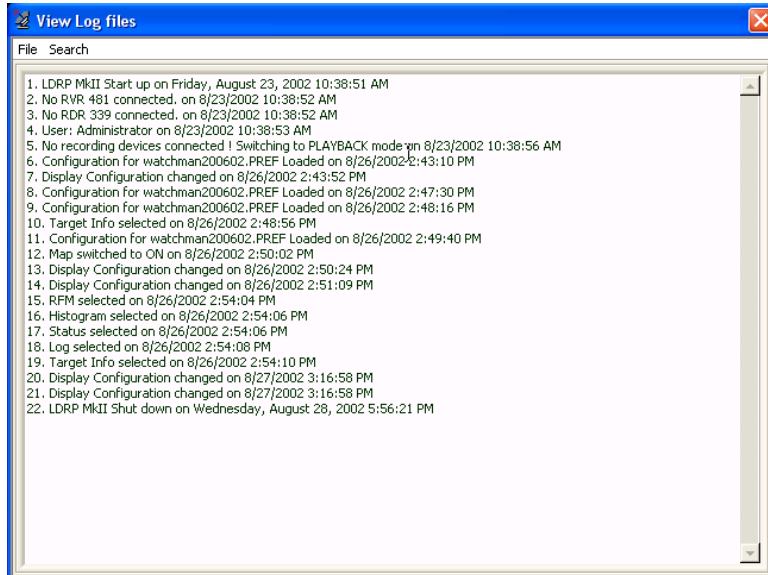 View Log files
File Search
1. LDRP MkII Start up on Friday, August 23, 2002 10:38:51 AM
2. No RVR 481 connected. on 8/23/2002 10:38:52 AM
3. No RDR 339 connected. on 8/23/2002 10:38:52 AM
4. User: Administrator on 8/23/2002 10:38:53 AM
5. No recording devices connected ! Switching to PLAYBACK mode on 8/23/2002 10:38:56 AM
6. Configuration for watchman200602.PREF Loaded on 8/26/2002 2:43:10 PM
7. Display Configuration changed on 8/26/2002 2:43:52 PM
8. Configuration for watchman200602.PREF Loaded on 8/26/2002 2:47:30 PM
9. Configuration for watchman200602.PREF Loaded on 8/26/2002 2:48:16 PM
10. Target Info selected on 8/26/2002 2:48:56 PM
11. Configuration for watchman200602.PREF Loaded on 8/26/2002 2:49:40 PM
12. Map switched to ON on 8/26/2002 2:50:02 PM
13. Display Configuration changed on 8/26/2002 2:50:24 PM
14. Display Configuration changed on 8/26/2002 2:51:09 PM
15. RFM selected on 8/26/2002 2:54:04 PM
16. Histogram selected on 8/26/2002 2:54:06 PM
17. Status selected on 8/26/2002 2:54:06 PM
18. Log selected on 8/26/2002 2:54:08 PM
19. Target Info selected on 8/26/2002 2:54:10 PM
20. Display Configuration changed on 8/27/2002 3:16:58 PM
21. Display Configuration changed on 8/27/2002 3:16:58 PM
22. LDRP MkII Shut down on Wednesday, August 28, 2002 5:56:21 PM